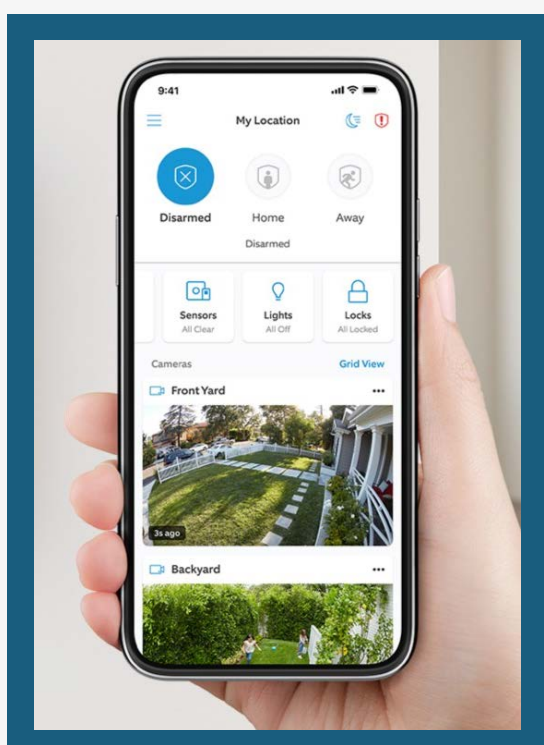 9:41
My Location
Disarmed Home Away
Disarmed
Sensors Lights Locks
All Clear All Off All Locked
Cameras Grid View
Front Yard
3s ago
Backyard